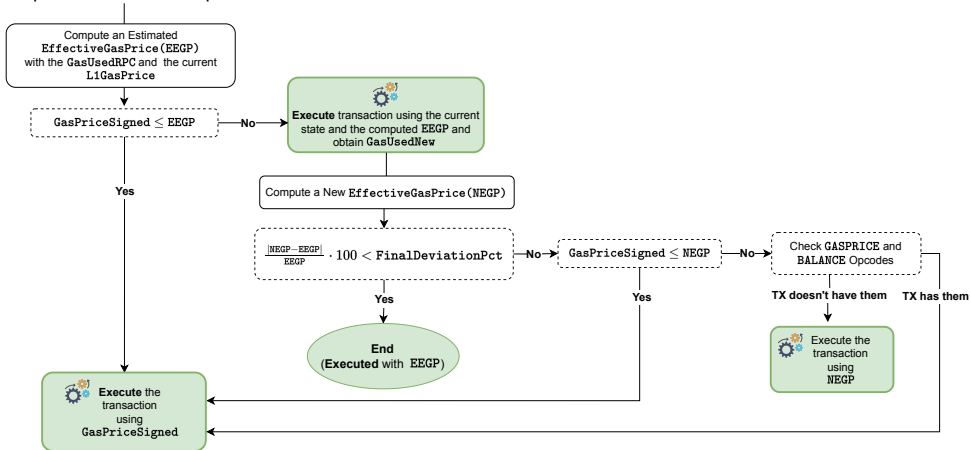 Compute an Estimated
EffectiveGasPrice(EEGP)
with the GasUsedRPC and the current
L1GasPrice
GasPriceSigned ≤ EEGP
No
Execute transaction using the current
state and the computed EEGP and
obtain GasUsedNew
Yes
Compute a New EffectiveGasPrice(NEGP)
|NEGP−EEGP| / EEGP · 100 < FinalDeviationPct
No
GasPriceSigned ≤ NEGP
No
Check GASPRICE and
BALANCE Opcodes
Yes
Yes
TX doesn't have them
TX has them
End
(Executed with EEGP)
Execute the
transaction
using
NEGP
Execute the
transaction
using
GasPriceSigned